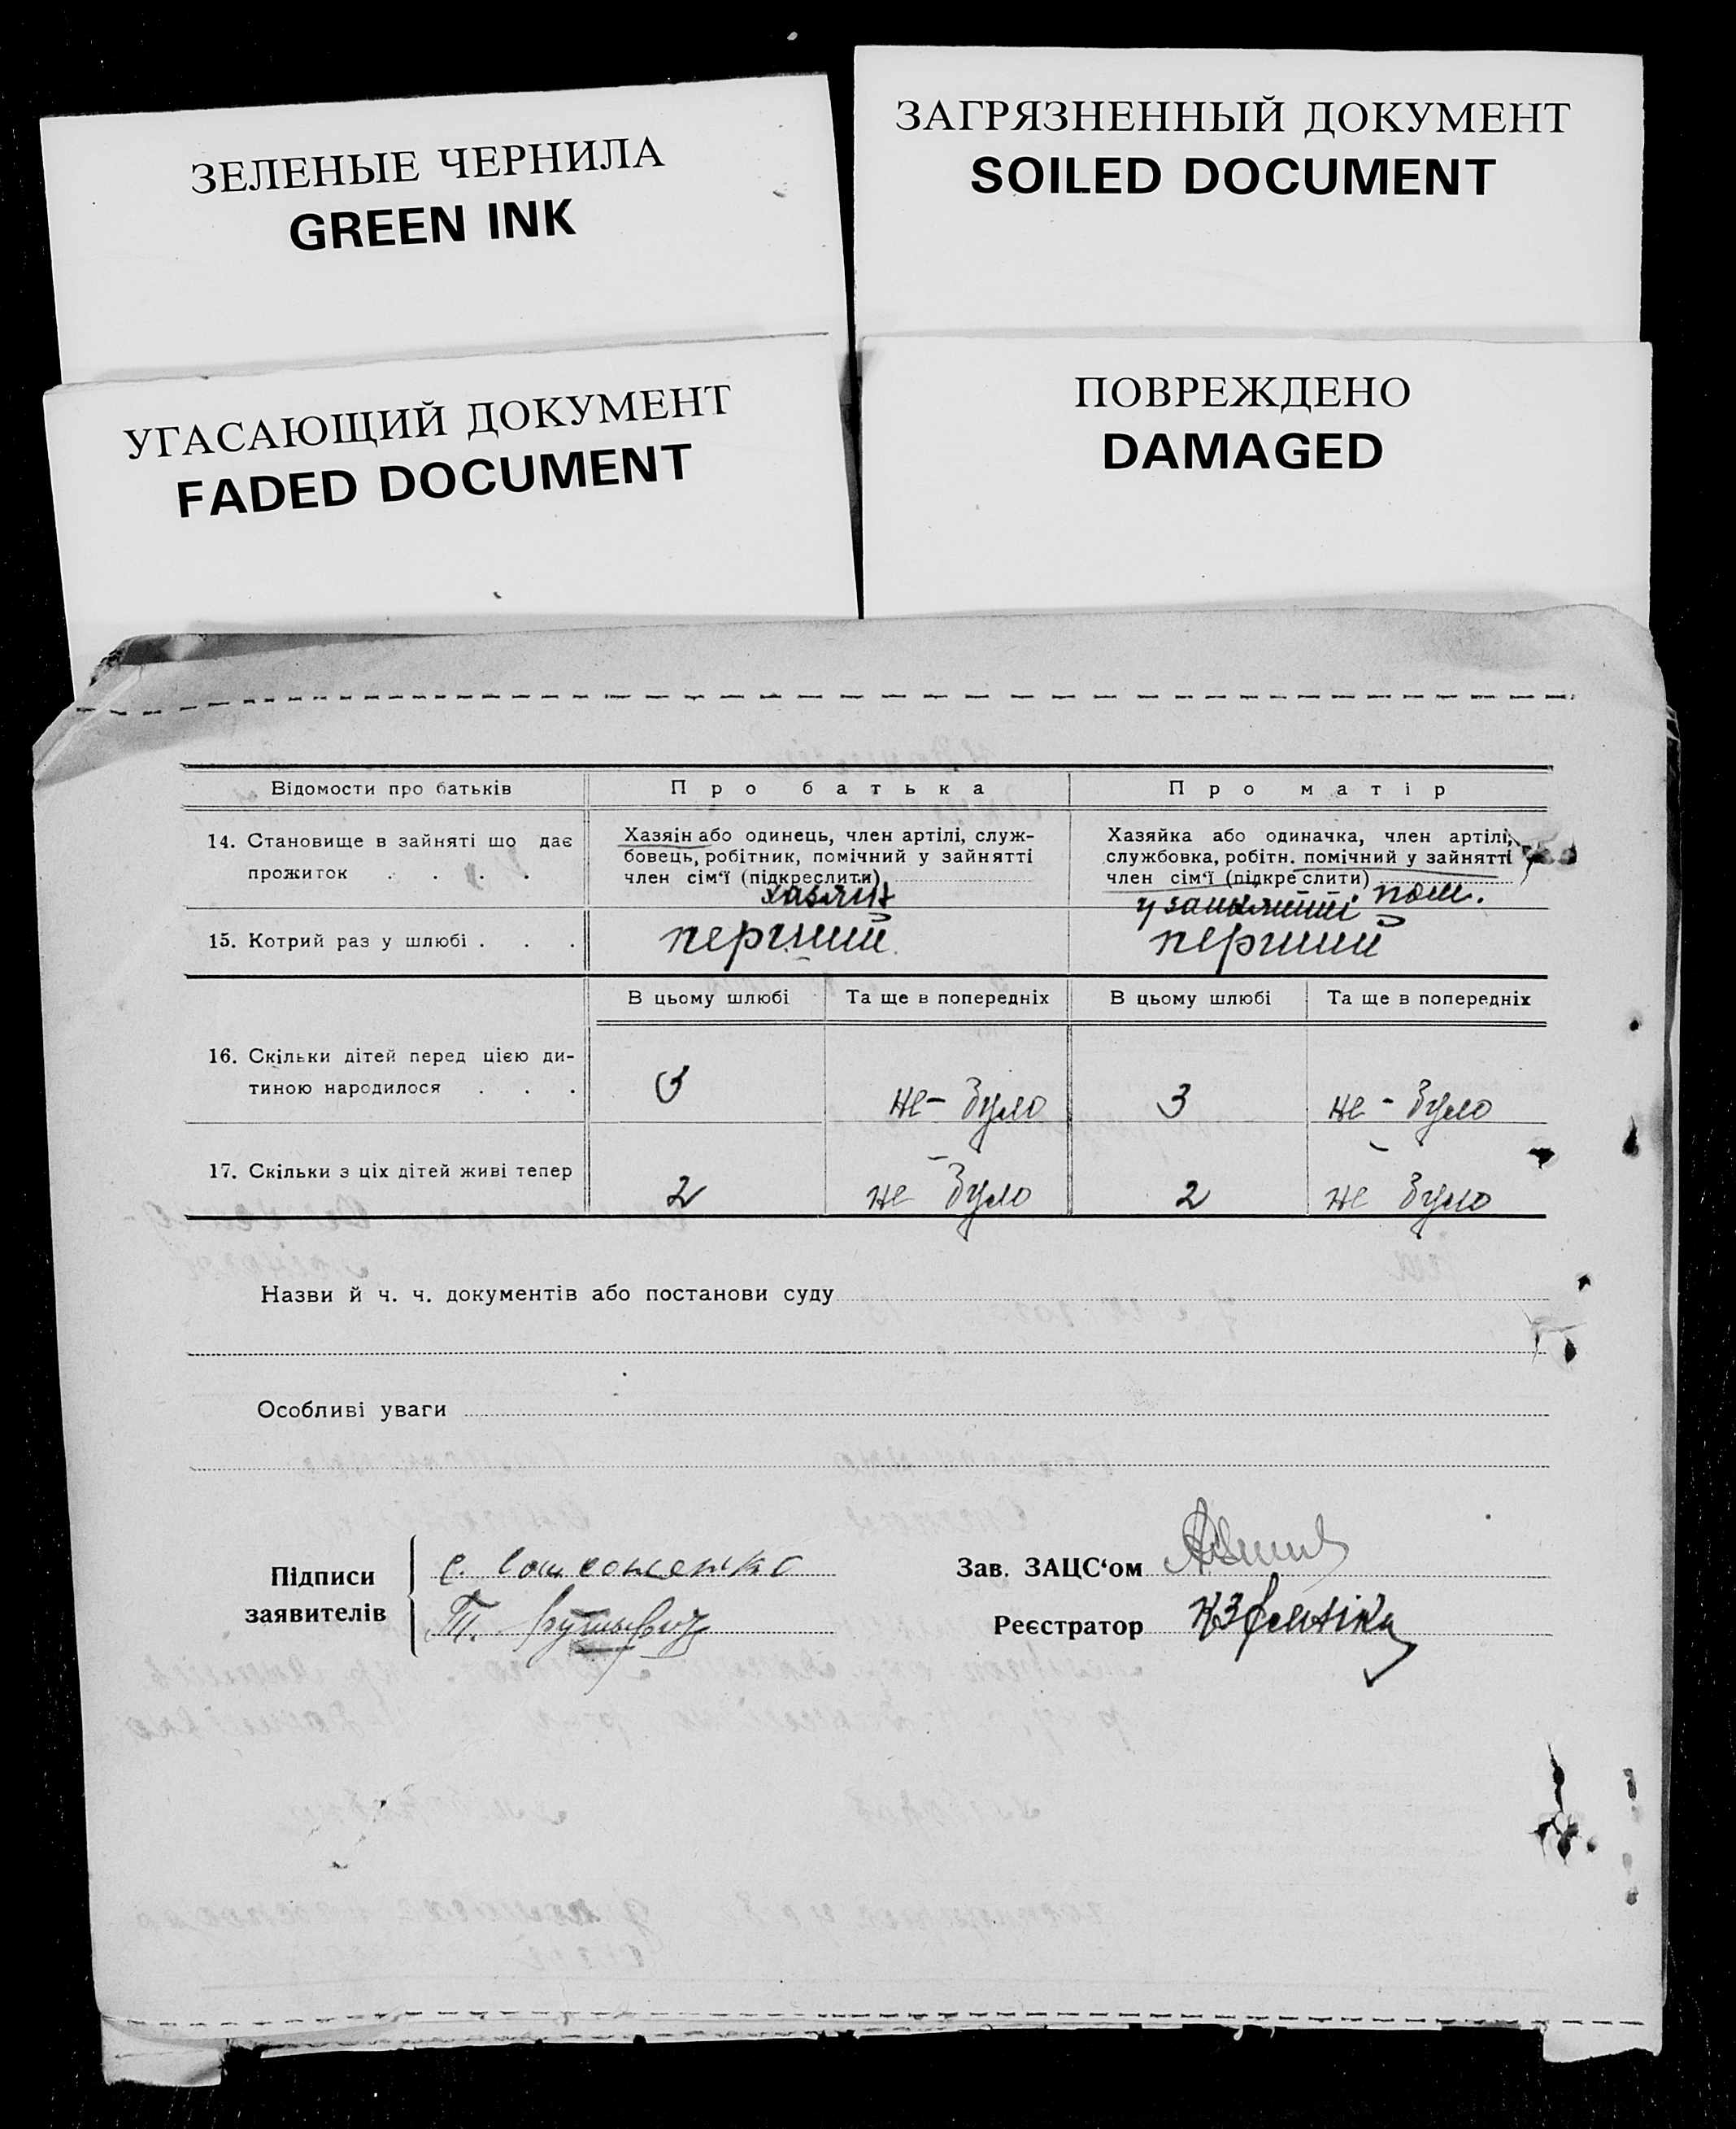 ЗЕЛЕНЫЕ ЧЕРНИЛА
GREEN INK
ЗАГРЯЗНЕННЫЙ ДОКУМЕНТ
SOILED DOCUMENT
УГАСАЮЩИЙ ДОКУМЕНТ
FADED DOCUMENT
ПОВРЕЖДЕНО
DAMAGED
Відомости про батьків
Про батька
Про матір
14. Становище в зайняті що дає
прожиток . . . .
Хазяїн або одинець, член артілі, служ-
бовець, робітник, помічний у зайнятті
член сім'ї (підкреслити)
хазяїн
Хазяйка або одиначка, член артілі,
службовка, робітн. помічний у зайнятті
член сім'ї (підкреслити) пом.
у занятті
15. Котрий раз у шлюбі . . .
перший
перший
В цьому шлюбі
Та ще в попередніх
В цьому шлюбі
Та ще в попередніх
16. Скільки дітей перед цією ди-
тиною народилося . . .
3
не-було
3
не-було
17. Скільки з ціх дітей живі тепер
2
не було
2
не було
Назви й ч. ч. документів або постанови суду
Особливі уваги
Підписи
заявителів
С.
Т.
Зав. ЗАЦС'ом
Реєстратор